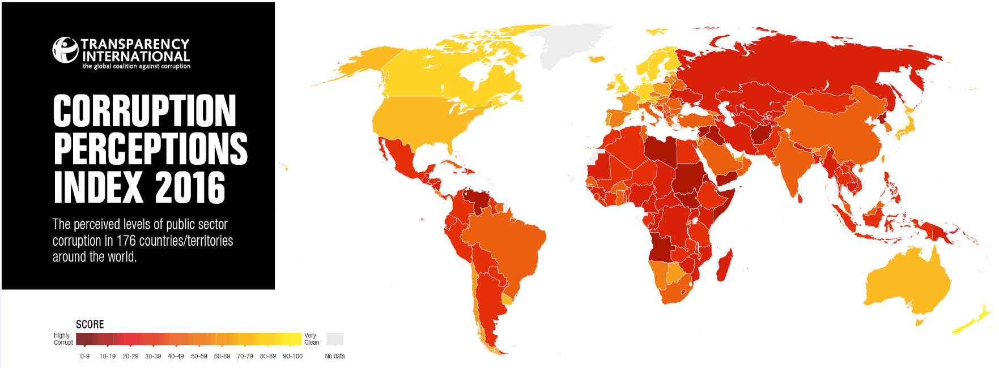 TRANSPARENCY
INTERNATIONAL
the global coalition against corruption
CORRUPTION
PERCEPTIONS
INDEX 2016
The perceived levels of public sector
corruption in 176 countries/territories
around the world.
SCORE
Highly
Corrupt
Very
Clean
0-9 10-19 20-29 30-39 40-49 50-59 60-69 70-79 80-89 90-100 No data